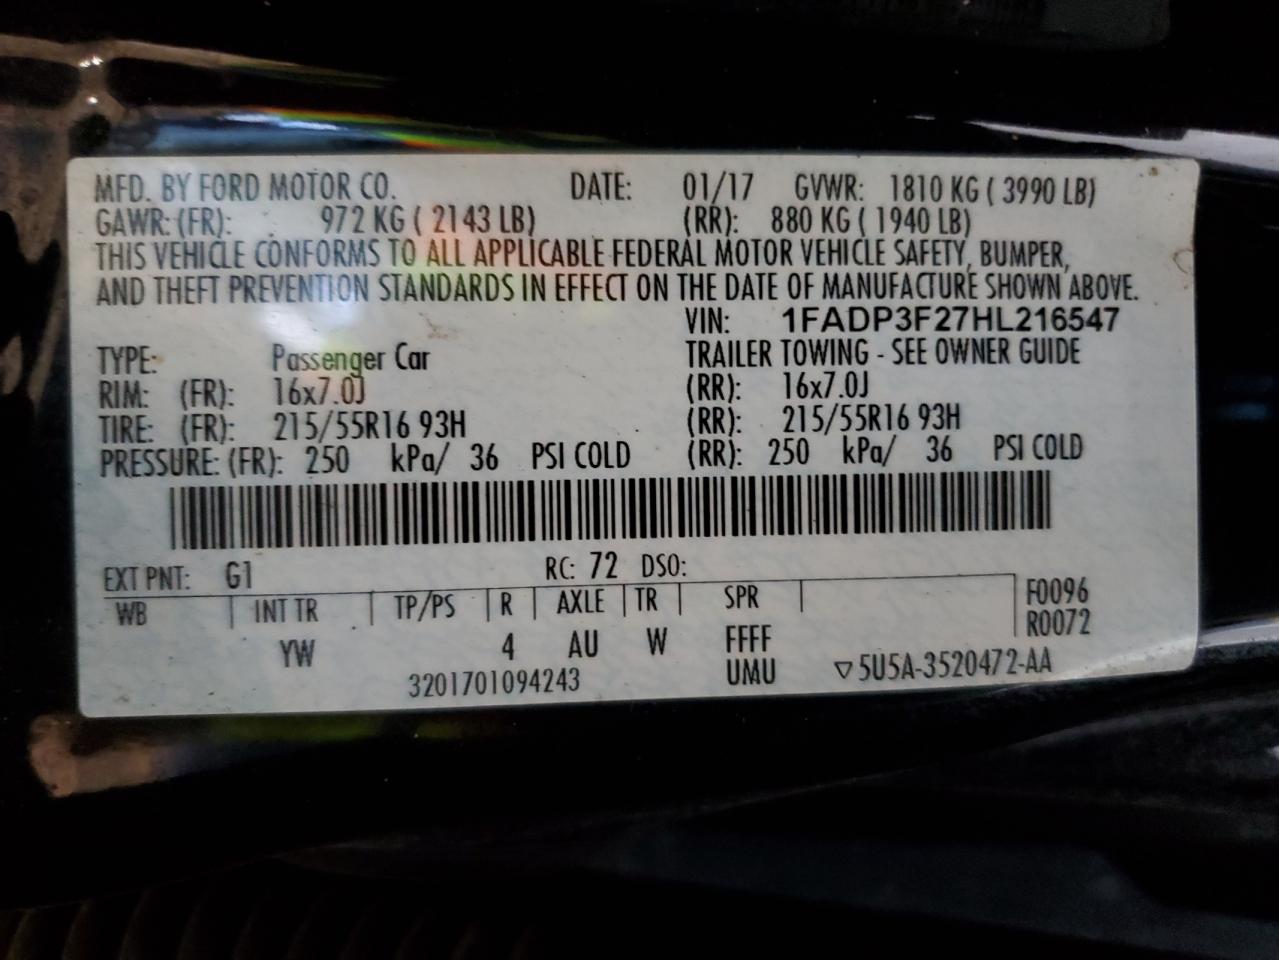 MFD. BY FORD MOTOR CO. DATE: 01/17 GVWR: 1810 KG ( 3990 LB)
GAWR: (FR): 972 KG ( 2143 LB) (RR): 880 KG ( 1940 LB)
THIS VEHICLE CONFORMS TO ALL APPLICABLE FEDERAL MOTOR VEHICLE SAFETY, BUMPER,
AND THEFT PREVENTION STANDARDS IN EFFECT ON THE DATE OF MANUFACTURE SHOWN ABOVE.
VIN: 1FADP3F27HL216547
TYPE: Passenger Car TRAILER TOWING - SEE OWNER GUIDE
RIM: (FR): 16x7.0J (RR): 16x7.0J
TIRE: (FR): 215/55R16 93H (RR): 215/55R16 93H
PRESSURE: (FR): 250 kPa/ 36 PSI COLD (RR): 250 kPa/ 36 PSI COLD
EXT PNT: G1 RC: 72 DSO:
WB INT TR TP/PS R AXLE TR SPR F0096
R0072
YW 4 AU W FFFF
3201701094243 UMU ▽5U5A-3520472-AA